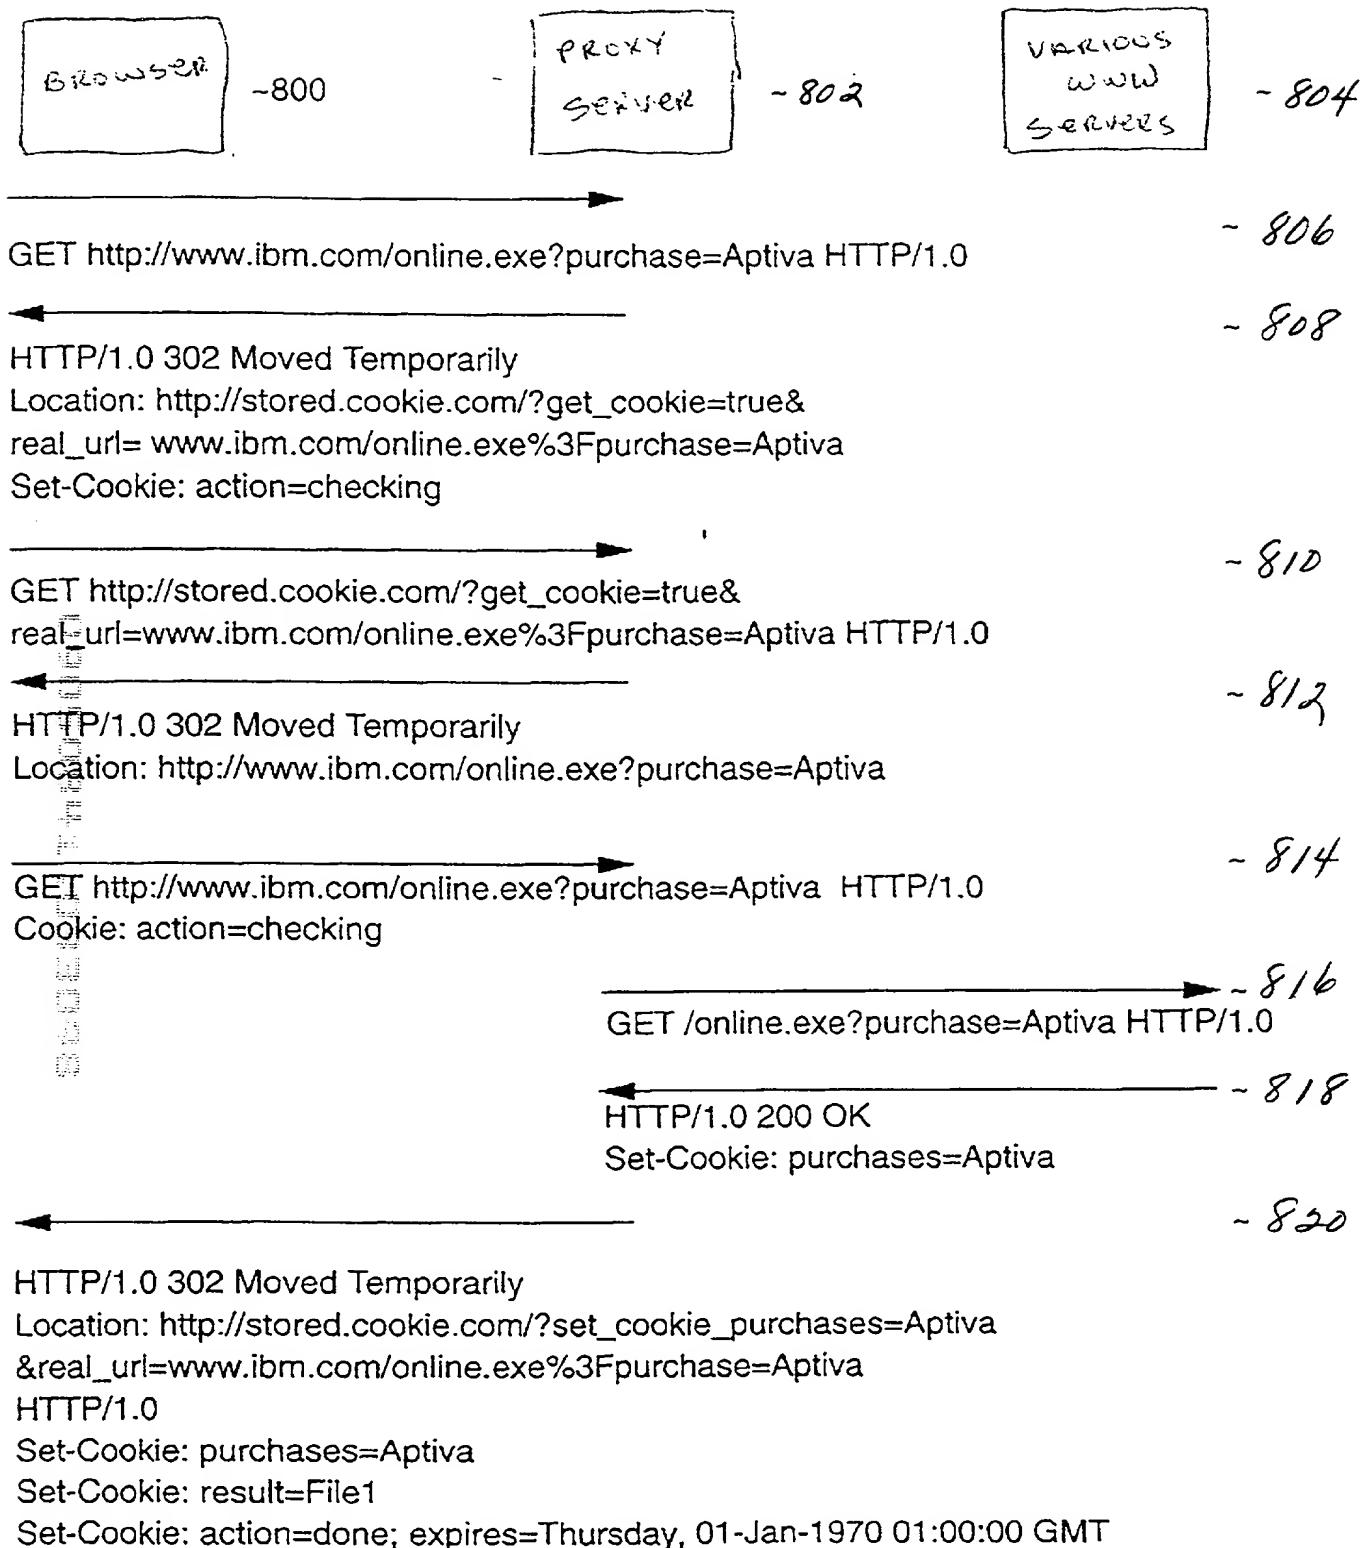 BROWSER ~800
PROXY SERVER ~802
VARIOUS WWW SERVERS ~804
~806
GET http://www.ibm.com/online.exe?purchase=Aptiva HTTP/1.0
~808
HTTP/1.0 302 Moved Temporarily
Location: http://stored.cookie.com/?get_cookie=true&
real_url= www.ibm.com/online.exe%3Fpurchase=Aptiva
Set-Cookie: action=checking
~810
GET http://stored.cookie.com/?get_cookie=true&
real_url=www.ibm.com/online.exe%3Fpurchase=Aptiva HTTP/1.0
~812
HTTP/1.0 302 Moved Temporarily
Location: http://www.ibm.com/online.exe?purchase=Aptiva
~814
GET http://www.ibm.com/online.exe?purchase=Aptiva HTTP/1.0
Cookie: action=checking
~816
GET /online.exe?purchase=Aptiva HTTP/1.0
~818
HTTP/1.0 200 OK
Set-Cookie: purchases=Aptiva
~820
HTTP/1.0 302 Moved Temporarily
Location: http://stored.cookie.com/?set_cookie_purchases=Aptiva
&real_url=www.ibm.com/online.exe%3Fpurchase=Aptiva
HTTP/1.0
Set-Cookie: purchases=Aptiva
Set-Cookie: result=File1
Set-Cookie: action=done; expires=Thursday, 01-Jan-1970 01:00:00 GMT